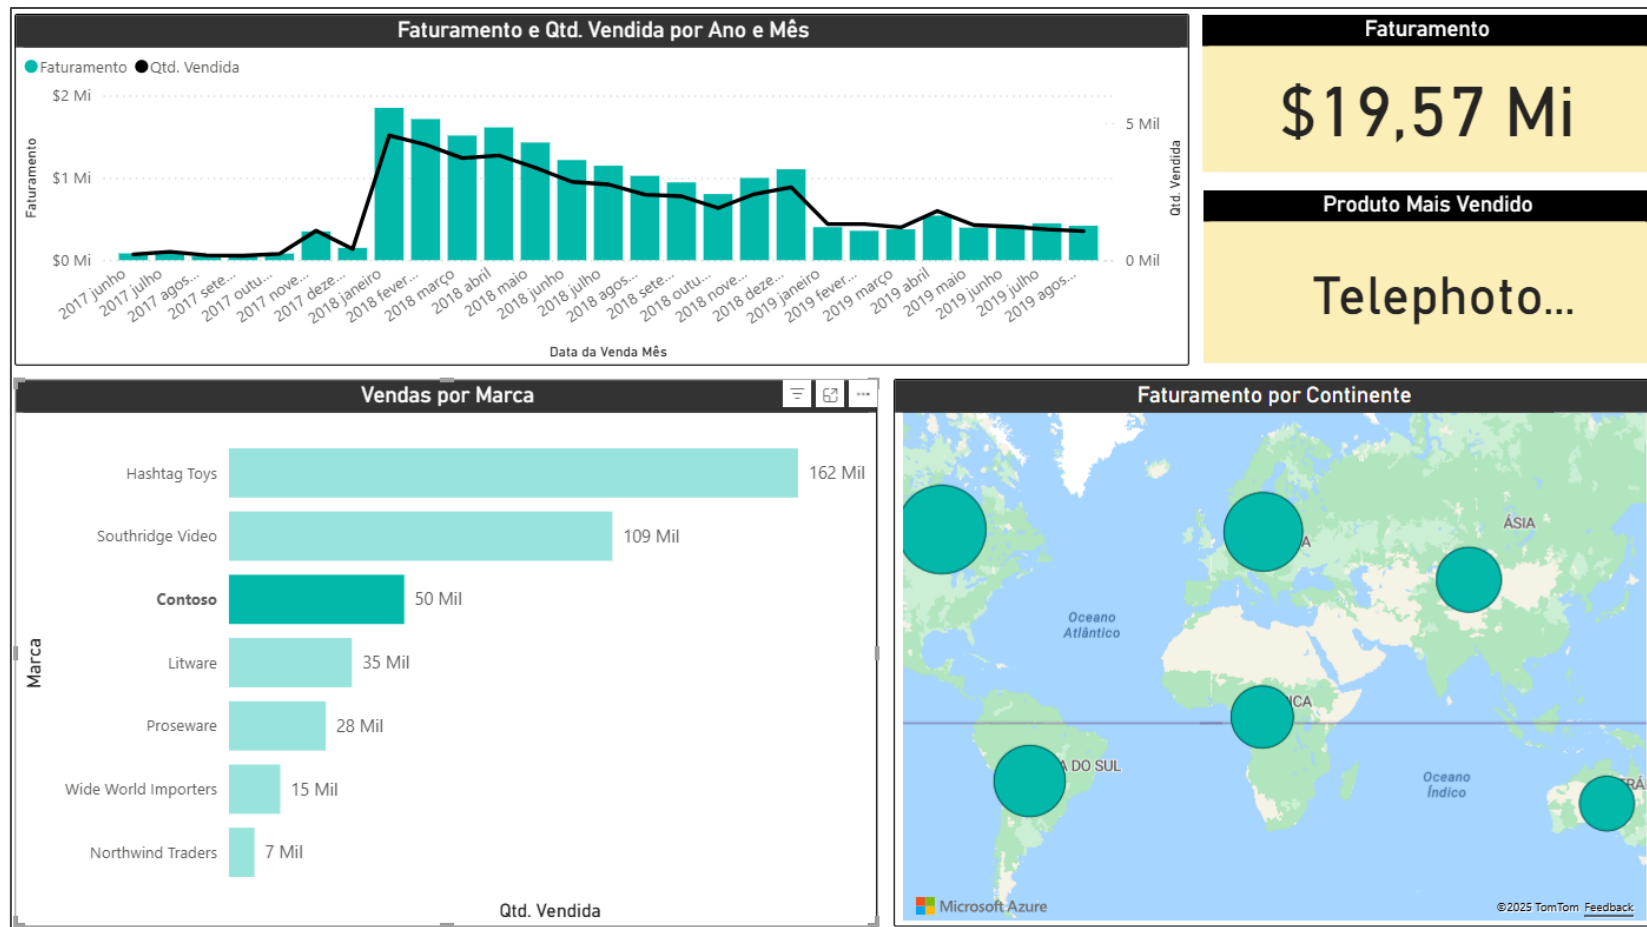 Faturamento e Qtd. Vendida por Ano e Mês
Faturamento Qtd. Vendida
$2 Mi
$1 Mi
$0 Mi
Faturamento
5 Mil
0 Mil
Qtd. Vendida
2017 junho
2017 julho
2017 agos...
2017 sete...
2017 outu...
2017 nove...
2017 deze...
2018 janeiro
2018 fever...
2018 março
2018 abril
2018 maio
2018 junho
2018 julho
2018 agos...
2018 sete...
2018 outu...
2018 nove...
2018 deze...
2019 janeiro
2019 fever...
2019 março
2019 abril
2019 maio
2019 junho
2019 julho
2019 agos...
Data da Venda Mês
Faturamento
$19,57 Mi
Produto Mais Vendido
Telephoto...
Vendas por Marca
Marca
Hashtag Toys 162 Mil
Southridge Video 109 Mil
Contoso 50 Mil
Litware 35 Mil
Proseware 28 Mil
Wide World Importers 15 Mil
Northwind Traders 7 Mil
Qtd. Vendida
Faturamento por Continente
ÁSIA
A
Oceano
Atlântico
ICA
A DO SUL
Oceano
Índico
TRÁ
Microsoft Azure
©2025 TomTom Feedback